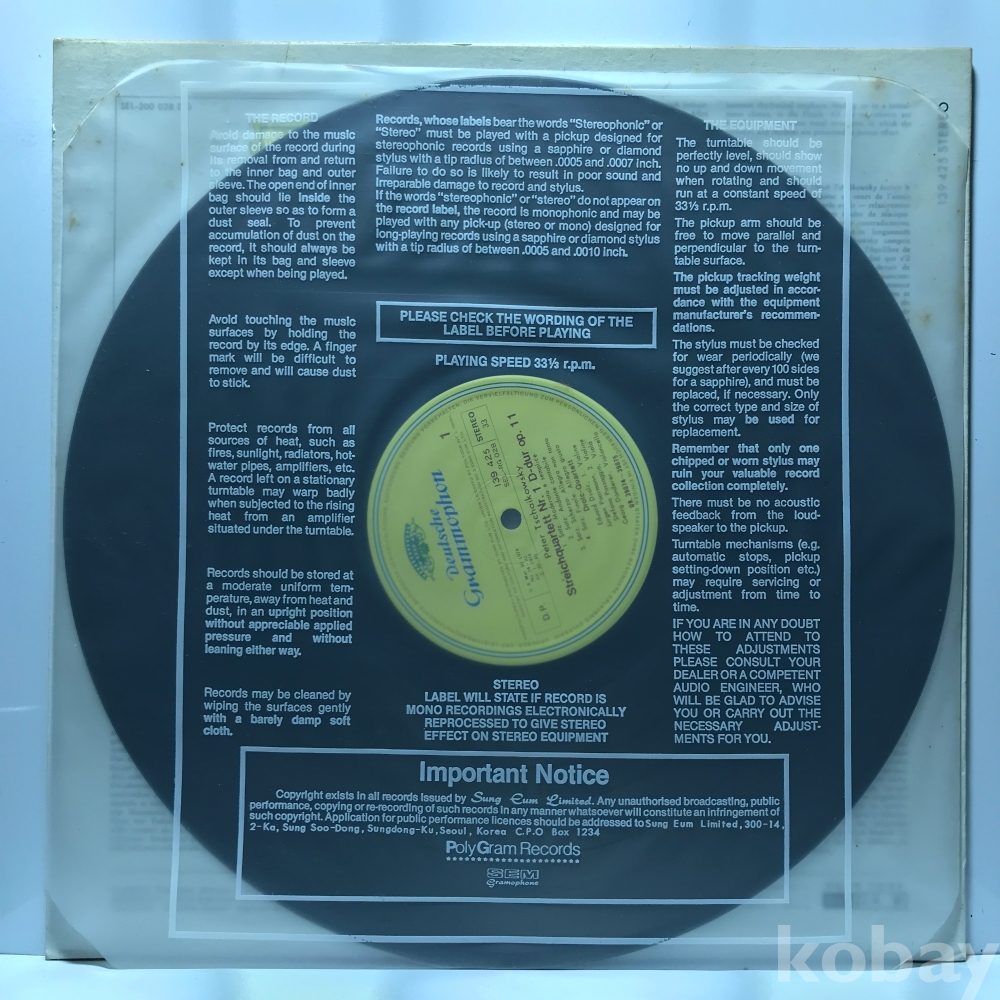 THE RECORD
Avoid damage to the music
surface of the record during
its removal from and return
to the inner bag and outer
sleeve. The open end of inner
bag should lie inside the
outer sleeve so as to form a
dust seal. To prevent
accumulation of dust on the
record, it should always be
kept in its bag and sleeve
except when being played.
Avoid touching the music
surfaces by holding the
record by its edge. A finger
mark will be difficult to
remove and will cause dust
to stick.
Protect records from all
sources of heat, such as
fires, sunlight, radiators, hot-
water pipes, amplifiers, etc.
A record left on a stationary
turntable may warp badly
when subjected to the rising
heat from an amplifier
situated under the turntable.
Records should be stored at
a moderate uniform tem-
perature, away from heat and
dust, in an upright position
without appreciable applied
pressure and without
leaning either way.
Records may be cleaned by
wiping the surfaces gently
with a barely damp soft
cloth.
Records, whose labels bear the words "Stereophonic" or
"Stereo" must be played with a pickup designed for
stereophonic records using a sapphire or diamond
stylus with a tip radius of between .0005 and .0007 inch.
Failure to do so is likely to result in poor sound and
Irreparable damage to record and stylus.
If the words "stereophonic" or "stereo" do not appear on
the record label, the record is monophonic and may be
played with any pick-up (stereo or mono) designed for
long-playing records using a sapphire or diamond stylus
with a tip radius of between .0005 and .0010 inch.
PLEASE CHECK THE WORDING OF THE
LABEL BEFORE PLAYING
PLAYING SPEED 33⅓ r.p.m.
Deutsche
Grammophon
STEREO
33
139 425
SEL-RG 028
1
Peter Tschaikowsky
Streichquartett Nr. 1 D-dur op. 11
D.P
STEREO
LABEL WILL STATE IF RECORD IS
MONO RECORDINGS ELECTRONICALLY
REPROCESSED TO GIVE STEREO
EFFECT ON STEREO EQUIPMENT
THE EQUIPMENT
The turntable should be
perfectly level, should show
no up and down movement
when rotating and should
run at a constant speed of
33⅓ r.p.m.
The pickup arm should be
free to move parallel and
perpendicular to the turn-
table surface.
The pickup tracking weight
must be adjusted in accor-
dance with the equipment
manufacturer's recommen-
dations.
The stylus must be checked
for wear periodically (we
suggest after every 100 sides
for a sapphire), and must be
replaced, if necessary. Only
the correct type and size of
stylus may be used for
replacement.
Remember that only one
chipped or worn stylus may
ruin your valuable record
collection completely.
There must be no acoustic
feedback from the loud-
speaker to the pickup.
Turntable mechanisms (e.g.
automatic stops, pickup
setting-down position etc.)
may require servicing or
adjustment from time to
time.
IF YOU ARE IN ANY DOUBT
HOW TO ATTEND TO
THESE ADJUSTMENTS
PLEASE CONSULT YOUR
DEALER OR A COMPETENT
AUDIO ENGINEER, WHO
WILL BE GLAD TO ADVISE
YOU OR CARRY OUT THE
NECESSARY ADJUST-
MENTS FOR YOU.
139 425 STEREO
Important Notice
Copyright exists in all records issued by Sung Eum Limited. Any unauthorised broadcasting, public
performance, copying or re-recording of such records in any manner whatsoever will constitute an infringement of
such copyright. Application for public performance licences should be addressed to Sung Eum Limited, 300-14,
2-Ka, Sung Soo-Dong, Sungdong-Ku, Seoul, Korea C.P.O Box 1234
PolyGram Records
SEM
Gramophone
kobay